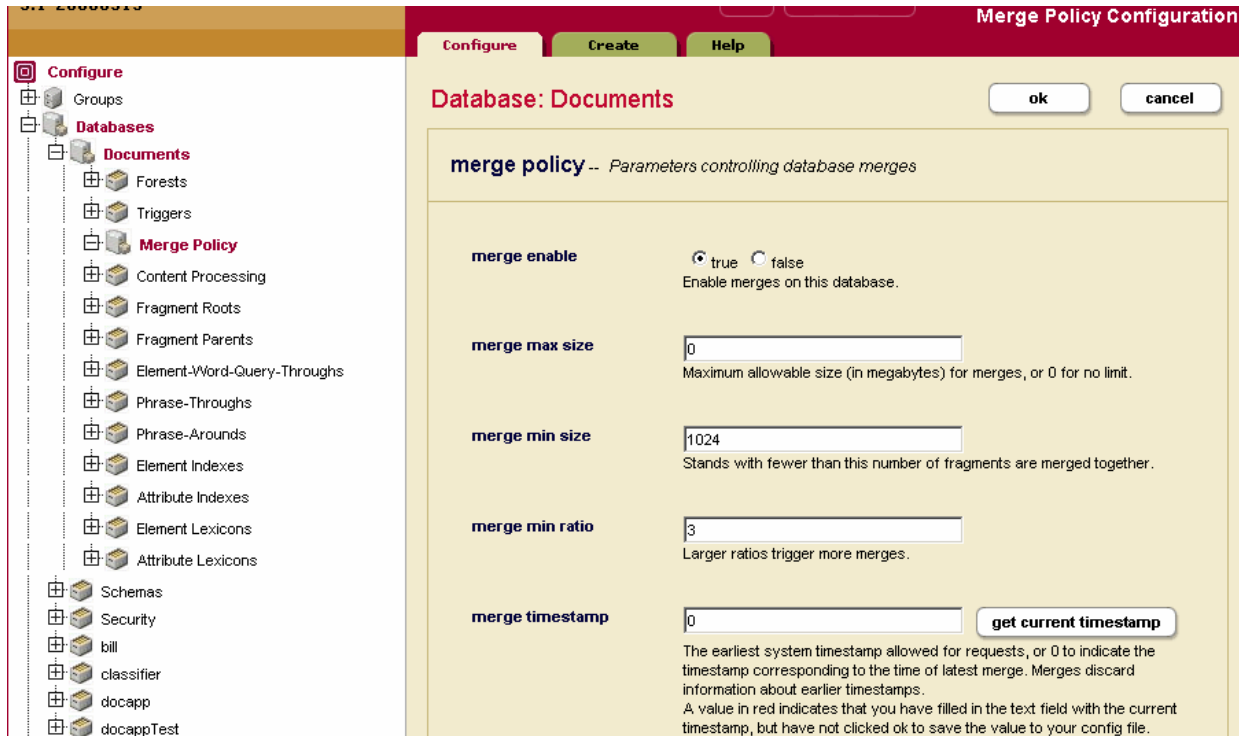 Merge Policy Configuration
Configure
Create
Help
Configure
Groups
Databases
Documents
Forests
Triggers
Merge Policy
Content Processing
Fragment Roots
Fragment Parents
Element-Word-Query-Throughs
Phrase-Throughs
Phrase-Arounds
Element Indexes
Attribute Indexes
Element Lexicons
Attribute Lexicons
Schemas
Security
bill
classifier
docapp
docappTest
Database: Documents
ok
cancel
merge policy -- Parameters controlling database merges
merge enable
true false
Enable merges on this database.
merge max size
0
Maximum allowable size (in megabytes) for merges, or 0 for no limit.
merge min size
1024
Stands with fewer than this number of fragments are merged together.
merge min ratio
3
Larger ratios trigger more merges.
merge timestamp
0
get current timestamp
The earliest system timestamp allowed for requests, or 0 to indicate the
timestamp corresponding to the time of latest merge. Merges discard
information about earlier timestamps.
A value in red indicates that you have filled in the text field with the current
timestamp, but have not clicked ok to save the value to your config file.